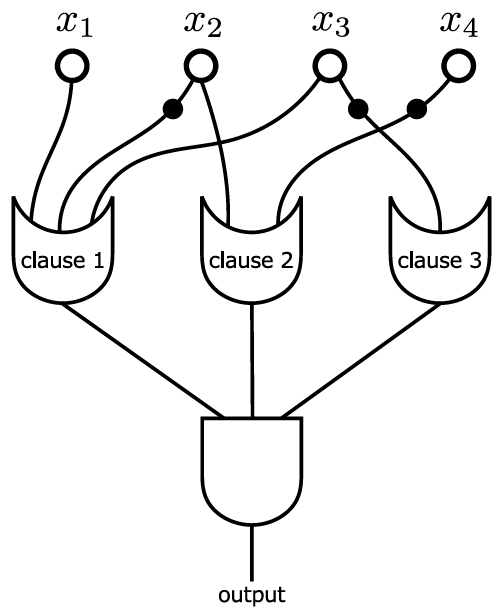 x₁ x₂ x₃ x₄
clause 1 clause 2 clause 3
output